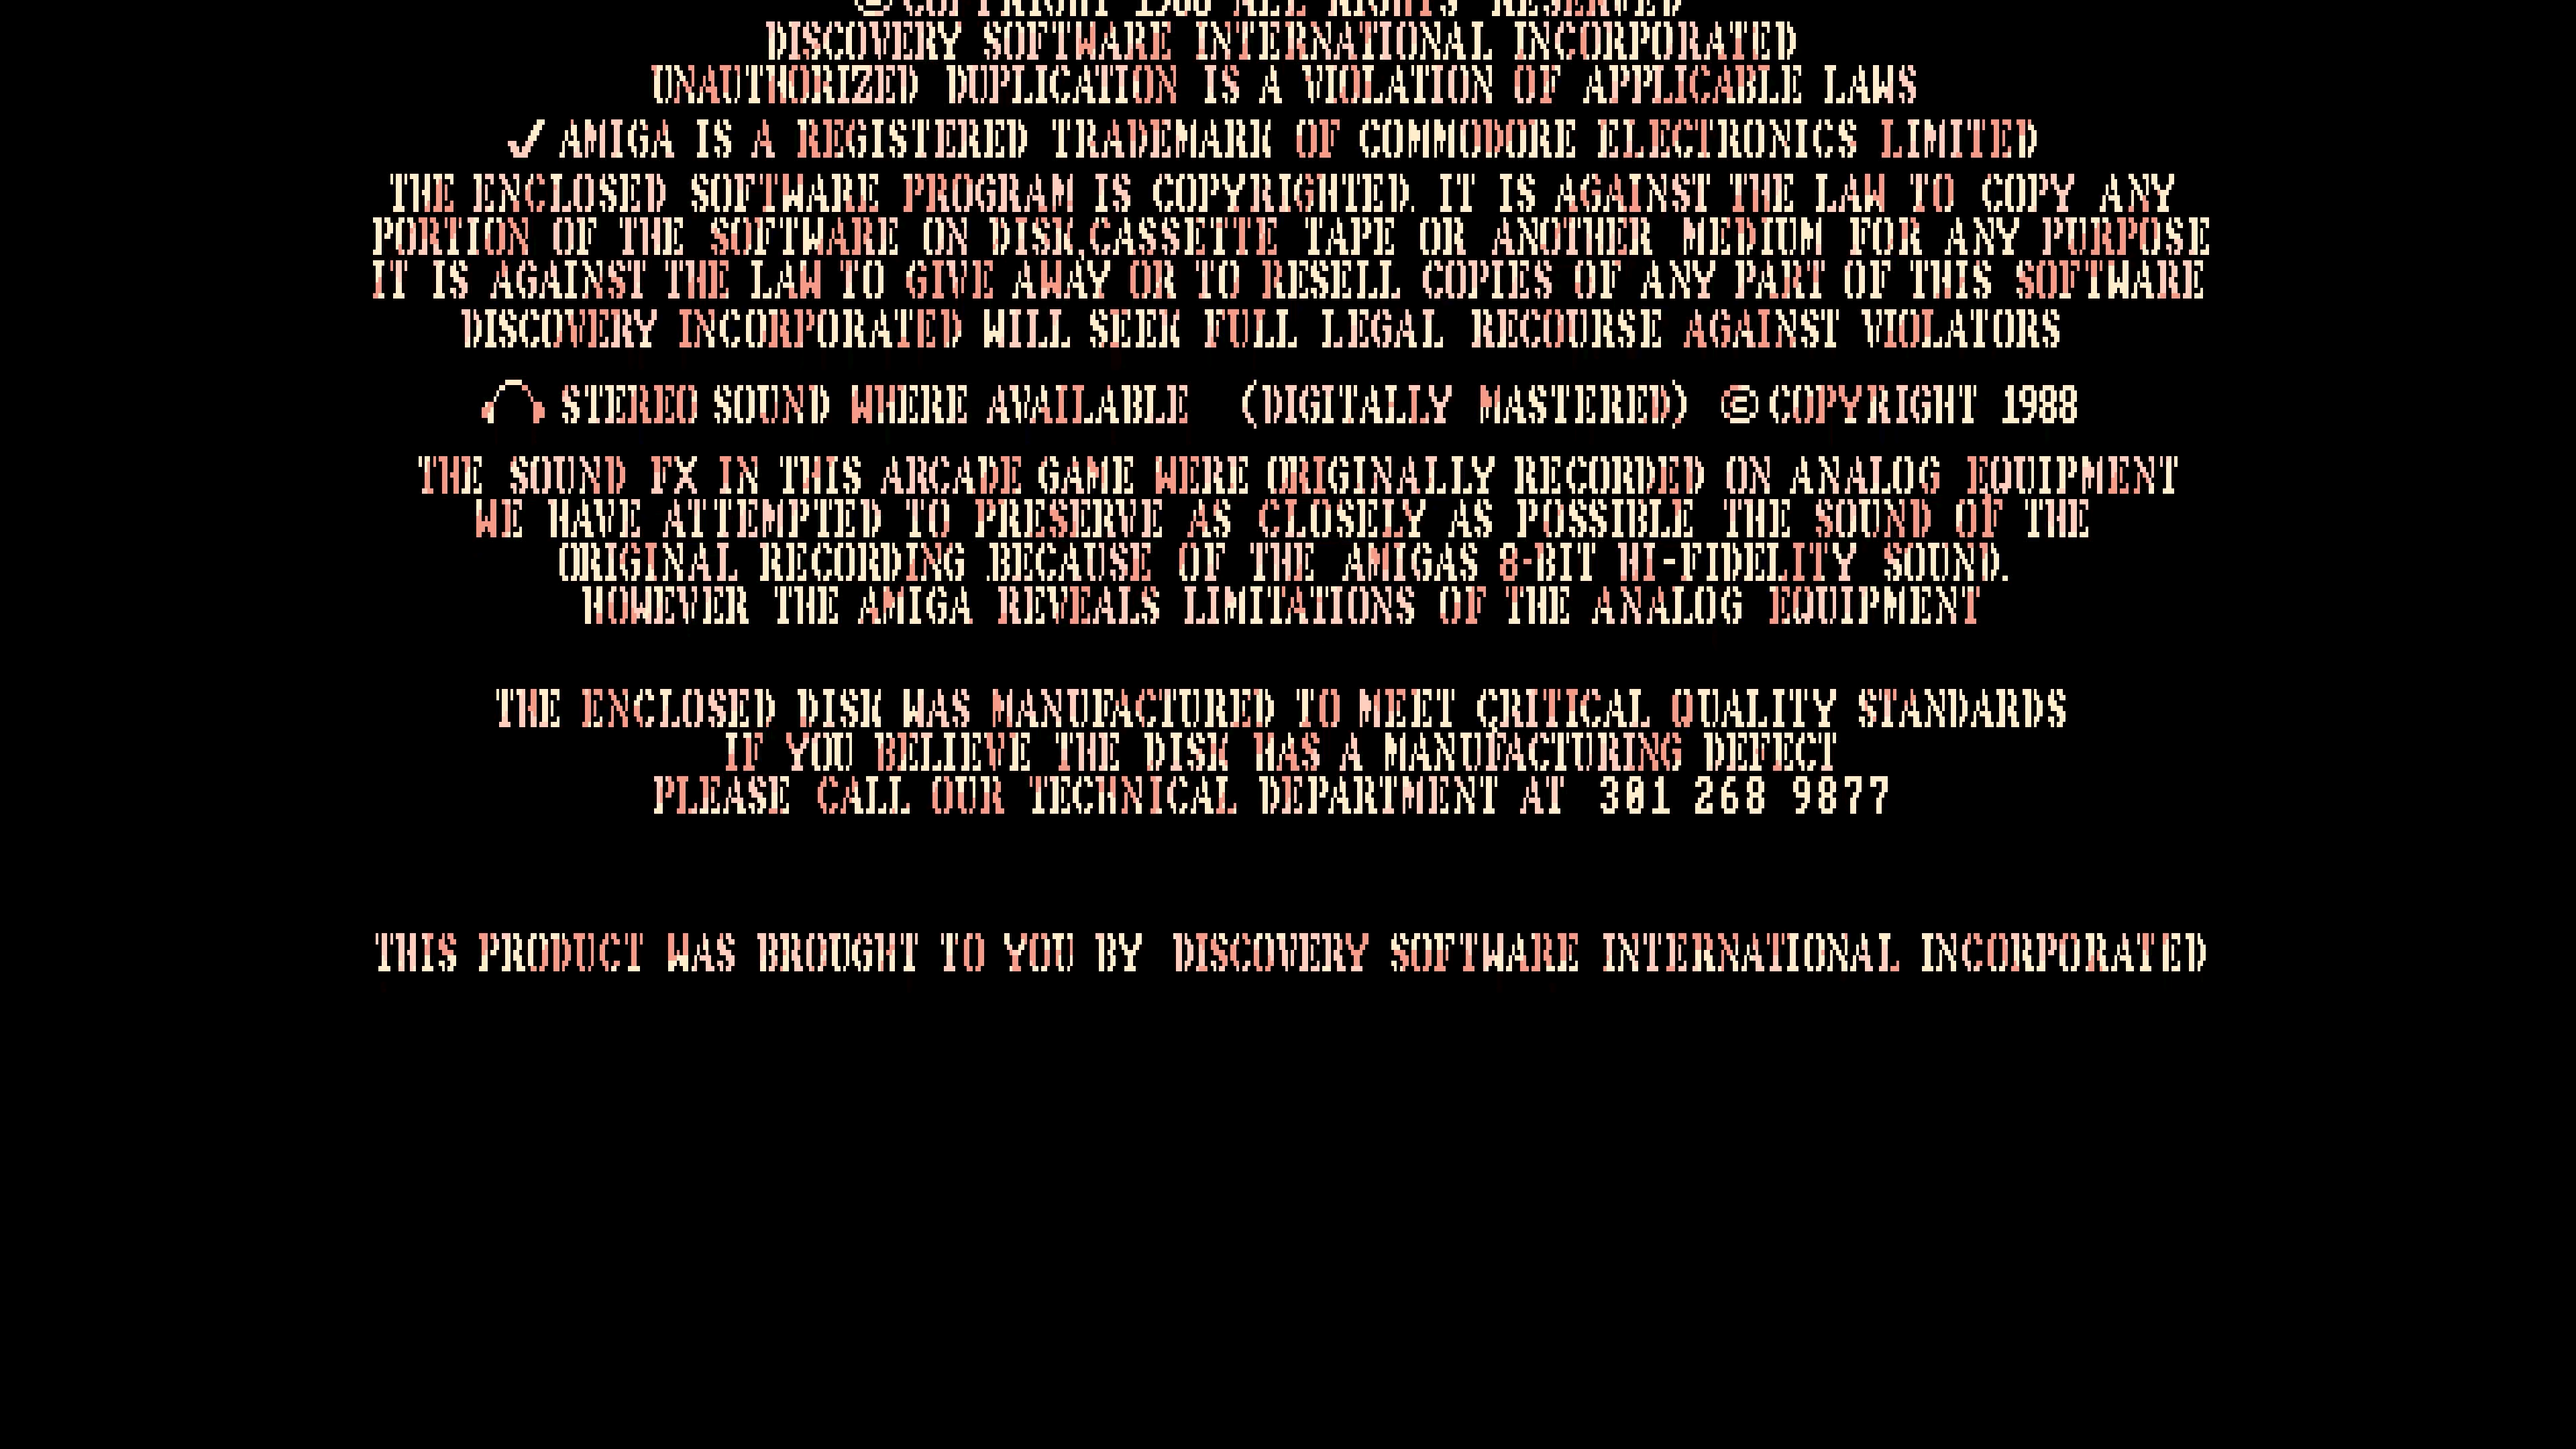 © COPYRIGHT 1988 ALL RIGHTS RESERVED
DISCOVERY SOFTWARE INTERNATIONAL INCORPORATED
UNAUTHORIZED DUPLICATION IS A VIOLATION OF APPLICABLE LAWS
✓ AMIGA IS A REGISTERED TRADEMARK OF COMMODORE ELECTRONICS LIMITED
THE ENCLOSED SOFTWARE PROGRAM IS COPYRIGHTED. IT IS AGAINST THE LAW TO COPY ANY
PORTION OF THE SOFTWARE ON DISK,CASSETTE TAPE OR ANOTHER MEDIUM FOR ANY PURPOSE
IT IS AGAINST THE LAW TO GIVE AWAY OR TO RESELL COPIES OF ANY PART OF THIS SOFTWARE
DISCOVERY INCORPORATED WILL SEEK FULL LEGAL RECOURSE AGAINST VIOLATORS
STEREO SOUND WHERE AVAILABLE (DIGITALLY MASTERED) © COPYRIGHT 1988
THE SOUND FX IN THIS ARCADE GAME WERE ORIGINALLY RECORDED ON ANALOG EQUIPMENT
WE HAVE ATTEMPTED TO PRESERVE AS CLOSELY AS POSSIBLE THE SOUND OF THE
ORIGINAL RECORDING .BECAUSE OF THE AMIGAS 8-BIT HI-FIDELITY SOUND.
HOWEVER THE AMIGA REVEALS LIMITATIONS OF THE ANALOG EQUIPMENT
THE ENCLOSED DISK WAS MANUFACTURED TO MEET CRITICAL QUALITY STANDARDS
IF YOU BELIEVE THE DISK HAS A MANUFACTURING DEFECT
PLEASE CALL OUR TECHNICAL DEPARTMENT AT 301 268 9877
THIS PRODUCT WAS BROUGHT TO YOU BY DISCOVERY SOFTWARE INTERNATIONAL INCORPORATED